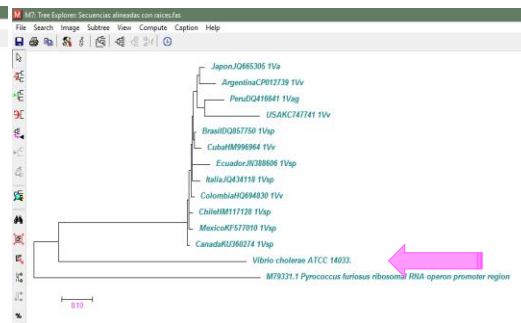 M7: Tree Explorer: Secuencias alineadas con raices.fas
File Search Image Subtree View Compute Caption Help
JaponJQ665305 1Va
ArgentinaCP012739 1Vv
PeruDQ416641 1Vag
USAKC747741 1Vv
BrasilDQ857750 1Vsp
CubaHM996964 1Vv
EcuadorJN388606 1Vsp
ItaliaJQ434118 1Vsp
ColombiaHQ694830 1Vv
ChileHM117128 1Vsp
MexicoKF577010 1Vsp
CanadaKU360274 1Vsp
Vibrio cholerae ATCC 14033.
M79331.1 Pyrococcus furiosus ribosomal RNA operon promoter region
%